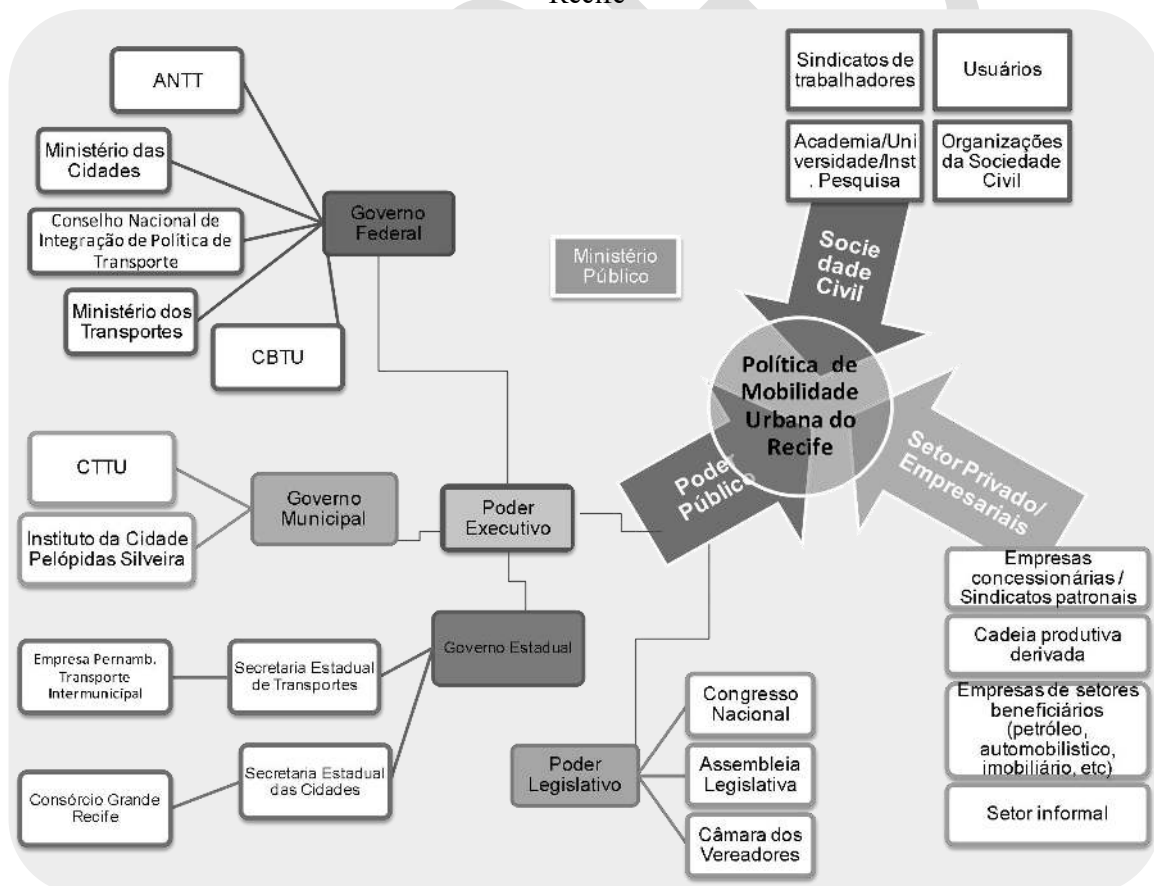 Recife
ANTT
Ministério das
Cidades
Conselho Nacional de
Integração de Política de
Transporte
Ministério dos
Transportes
CBTU
Governo
Federal
Ministério
Público
Sindicatos de
trabalhadores
Usuários
Academia/Uni
versidade/Inst
. Pesquisa
Organizações
da Sociedade
Civil
Socie
dade
Civil
Política de
Mobilidade
Urbana do
Recife
Poder
Público
Setor Privado/
Empresariais
CTTU
Instituto da Cidade
Pelópidas Silveira
Governo
Municipal
Poder
Executivo
Empresa Pernamb.
Transporte
Intermunicipal
Secretaria Estadual
de Transportes
Governo Estadual
Consórcio Grande
Recife
Secretaria Estadual
das Cidades
Poder
Legislativo
Congresso
Nacional
Assembleia
Legislativa
Câmara dos
Vereadores
Empresas
concessionárias /
Sindicatos patronais
Cadeia produtiva
derivada
Empresas de setores
beneficiários
(petróleo,
automobilistico,
imobiliário, etc)
Setor informal